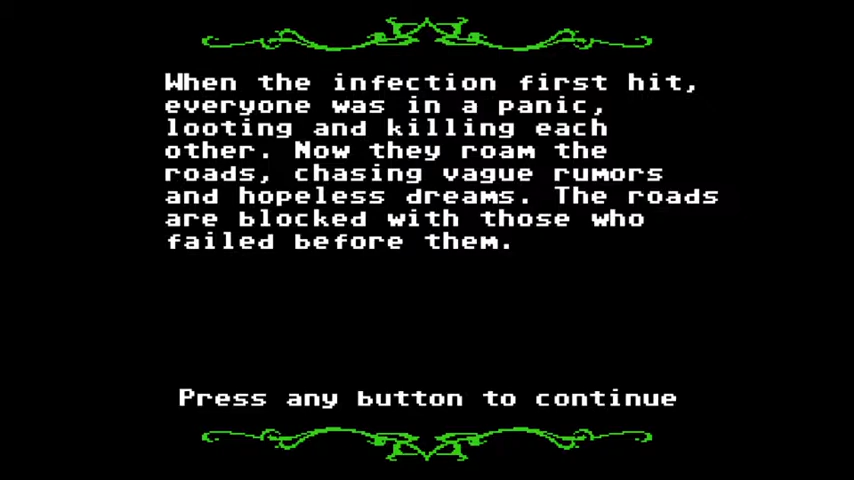 When the infection first hit,
everyone was in a panic,
looting and killing each
other. Now they roam the
roads, chasing vague rumors
and hopeless dreams. The roads
are blocked with those who
failed before them.
Press any button to continue